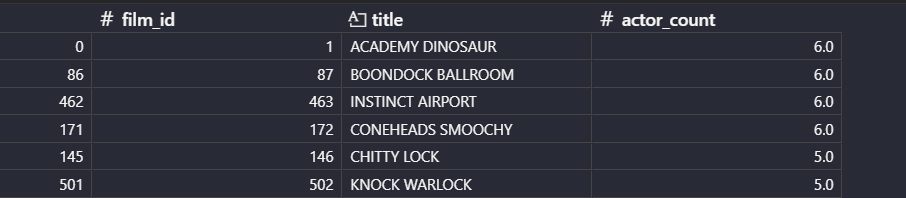 # film_id title # actor_count
0 1 ACADEMY DINOSAUR 6.0
86 87 BOONDOCK BALLROOM 6.0
462 463 INSTINCT AIRPORT 6.0
171 172 CONEHEADS SMOOCHY 6.0
145 146 CHITTY LOCK 5.0
501 502 KNOCK WARLOCK 5.0